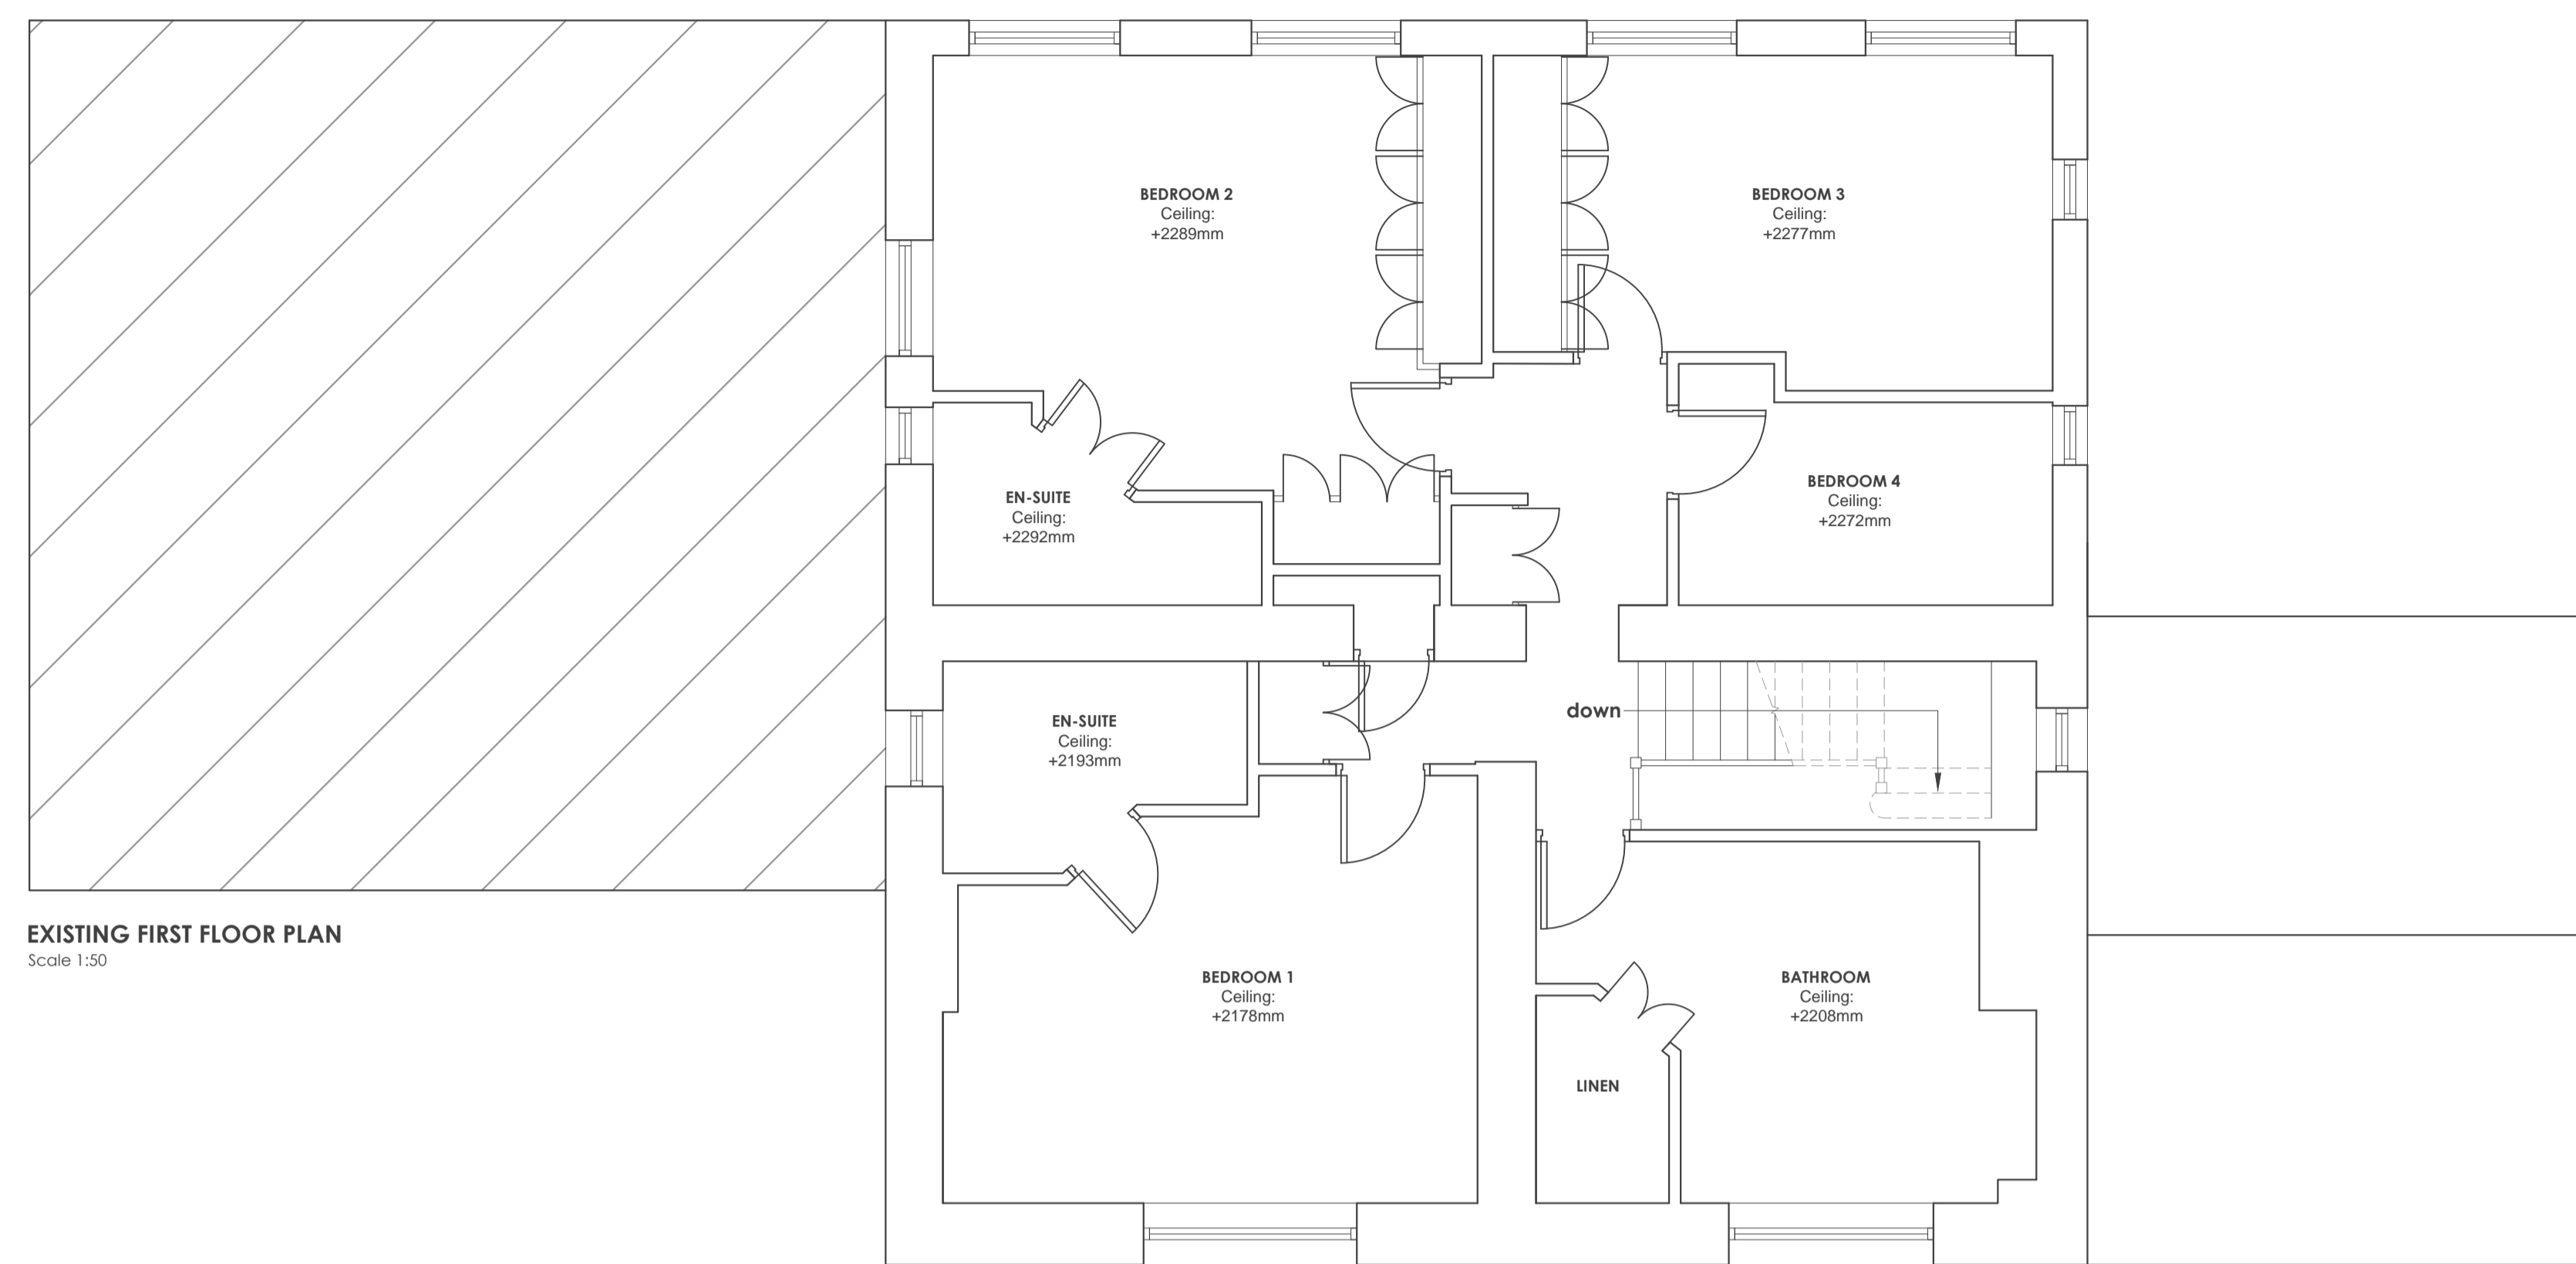 BEDROOM 2
Ceiling:
+2289mm
BEDROOM 3
Ceiling:
+2277mm
EN-SUITE
Ceiling:
+2292mm
BEDROOM 4
Ceiling:
+2272mm
EN-SUITE
Ceiling:
+2193mm
down
EXISTING FIRST FLOOR PLAN
Scale 1:50
BEDROOM 1
Ceiling:
+2178mm
BATHROOM
Ceiling:
+2208mm
LINEN